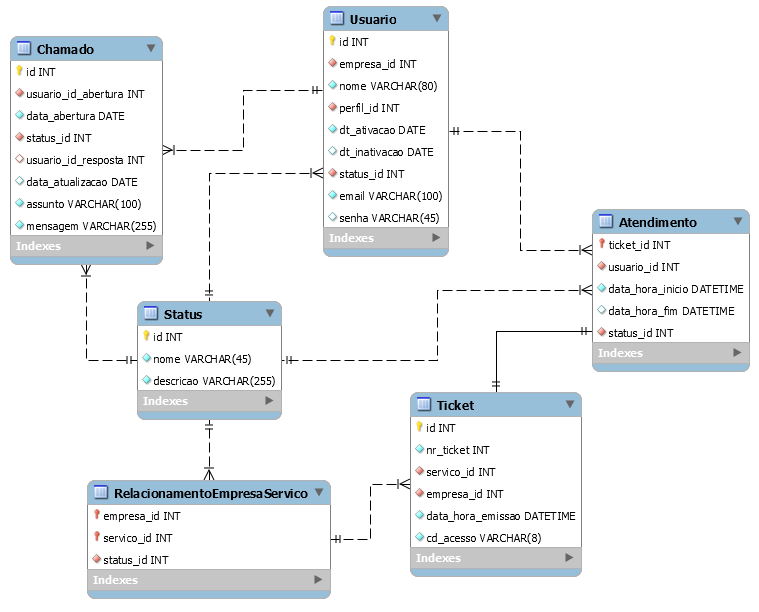 Chamado
id INT
usuario_id_abertura INT
data_abertura DATE
status_id INT
usuario_id_resposta INT
data_atualizacao DATE
assunto VARCHAR(100)
mensagem VARCHAR(255)
Indexes
Usuario
id INT
empresa_id INT
nome VARCHAR(80)
perfil_id INT
dt_ativacao DATE
dt_inativacao DATE
status_id INT
email VARCHAR(100)
senha VARCHAR(45)
Indexes
Atendimento
ticket_id INT
usuario_id INT
data_hora_inicio DATETIME
data_hora_fim DATETIME
status_id INT
Indexes
Status
id INT
nome VARCHAR(45)
descricao VARCHAR(255)
Indexes
Ticket
id INT
nr_ticket INT
servico_id INT
empresa_id INT
data_hora_emissao DATETIME
cd_acesso VARCHAR(8)
Indexes
RelacionamentoEmpresaServico
empresa_id INT
servico_id INT
status_id INT
Indexes